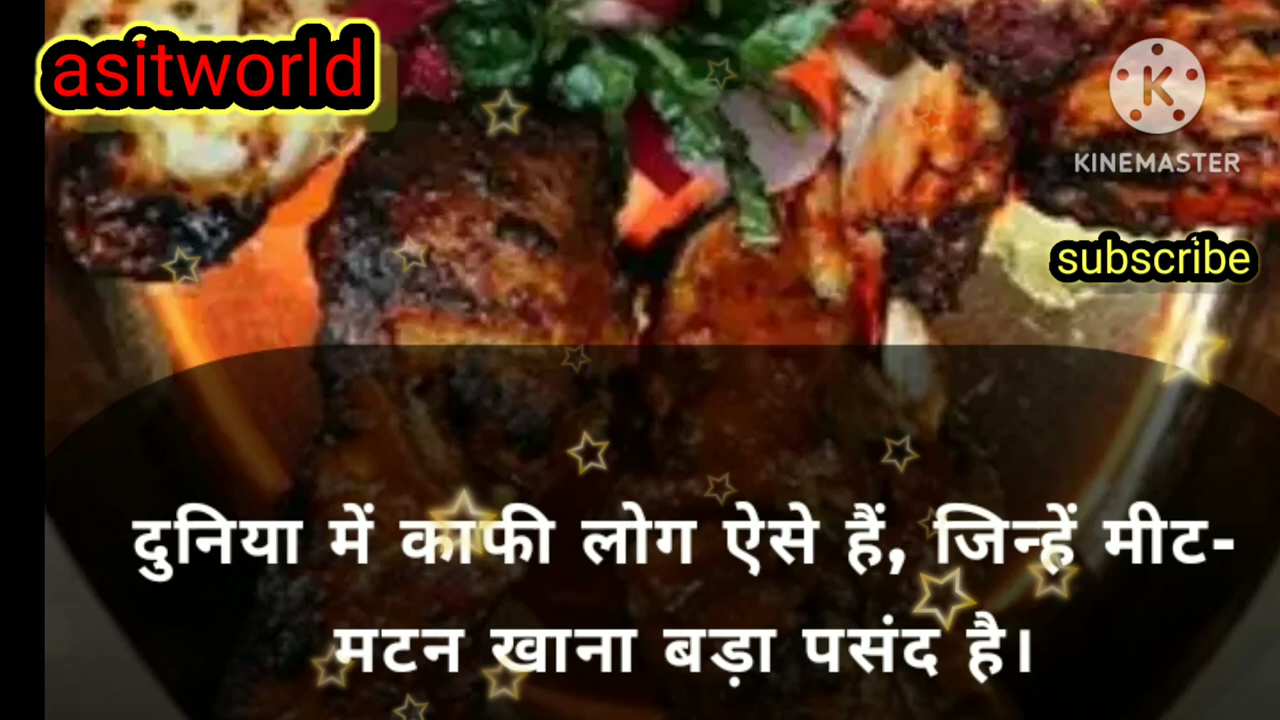 asitworld
K
KINEMASTER
subscribe
दुनिया में काफी लोग ऐसे हैं, जिन्हें मीट-
मटन खाना बड़ा पसंद है।